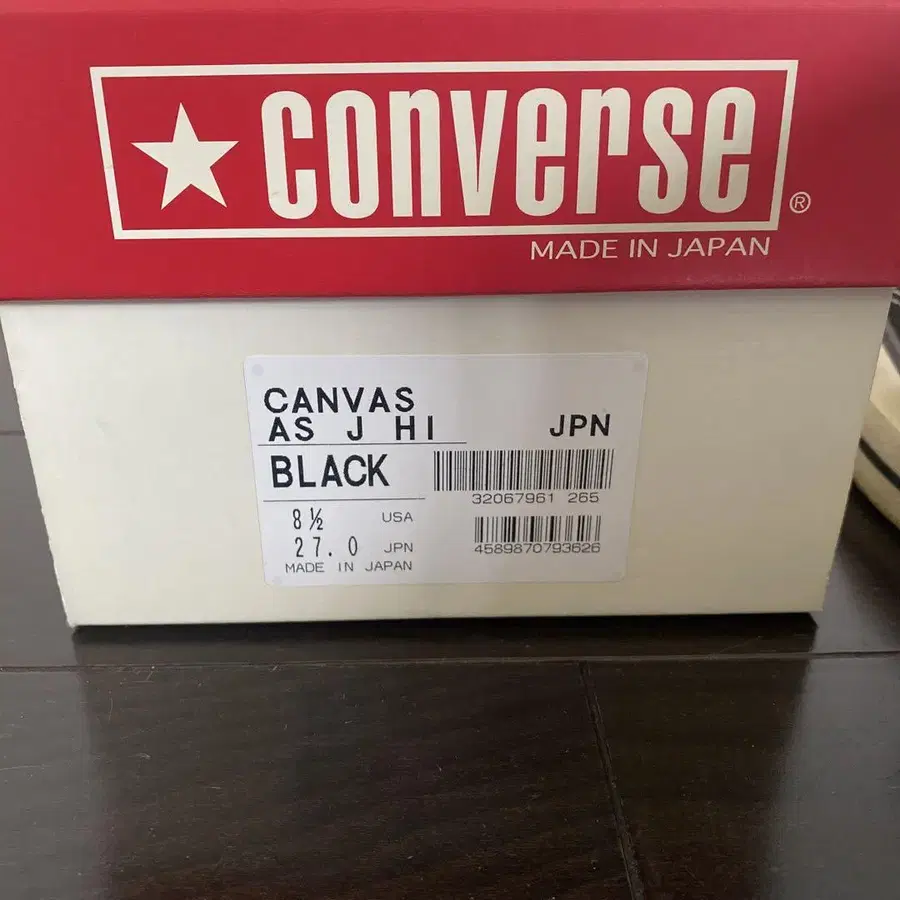 ★ CONVERSE ®
MADE IN JAPAN
CANVAS
AS J HI JPN
BLACK
32067961 265
8½ USA
27.0 JPN
4589870793626
MADE IN JAPAN